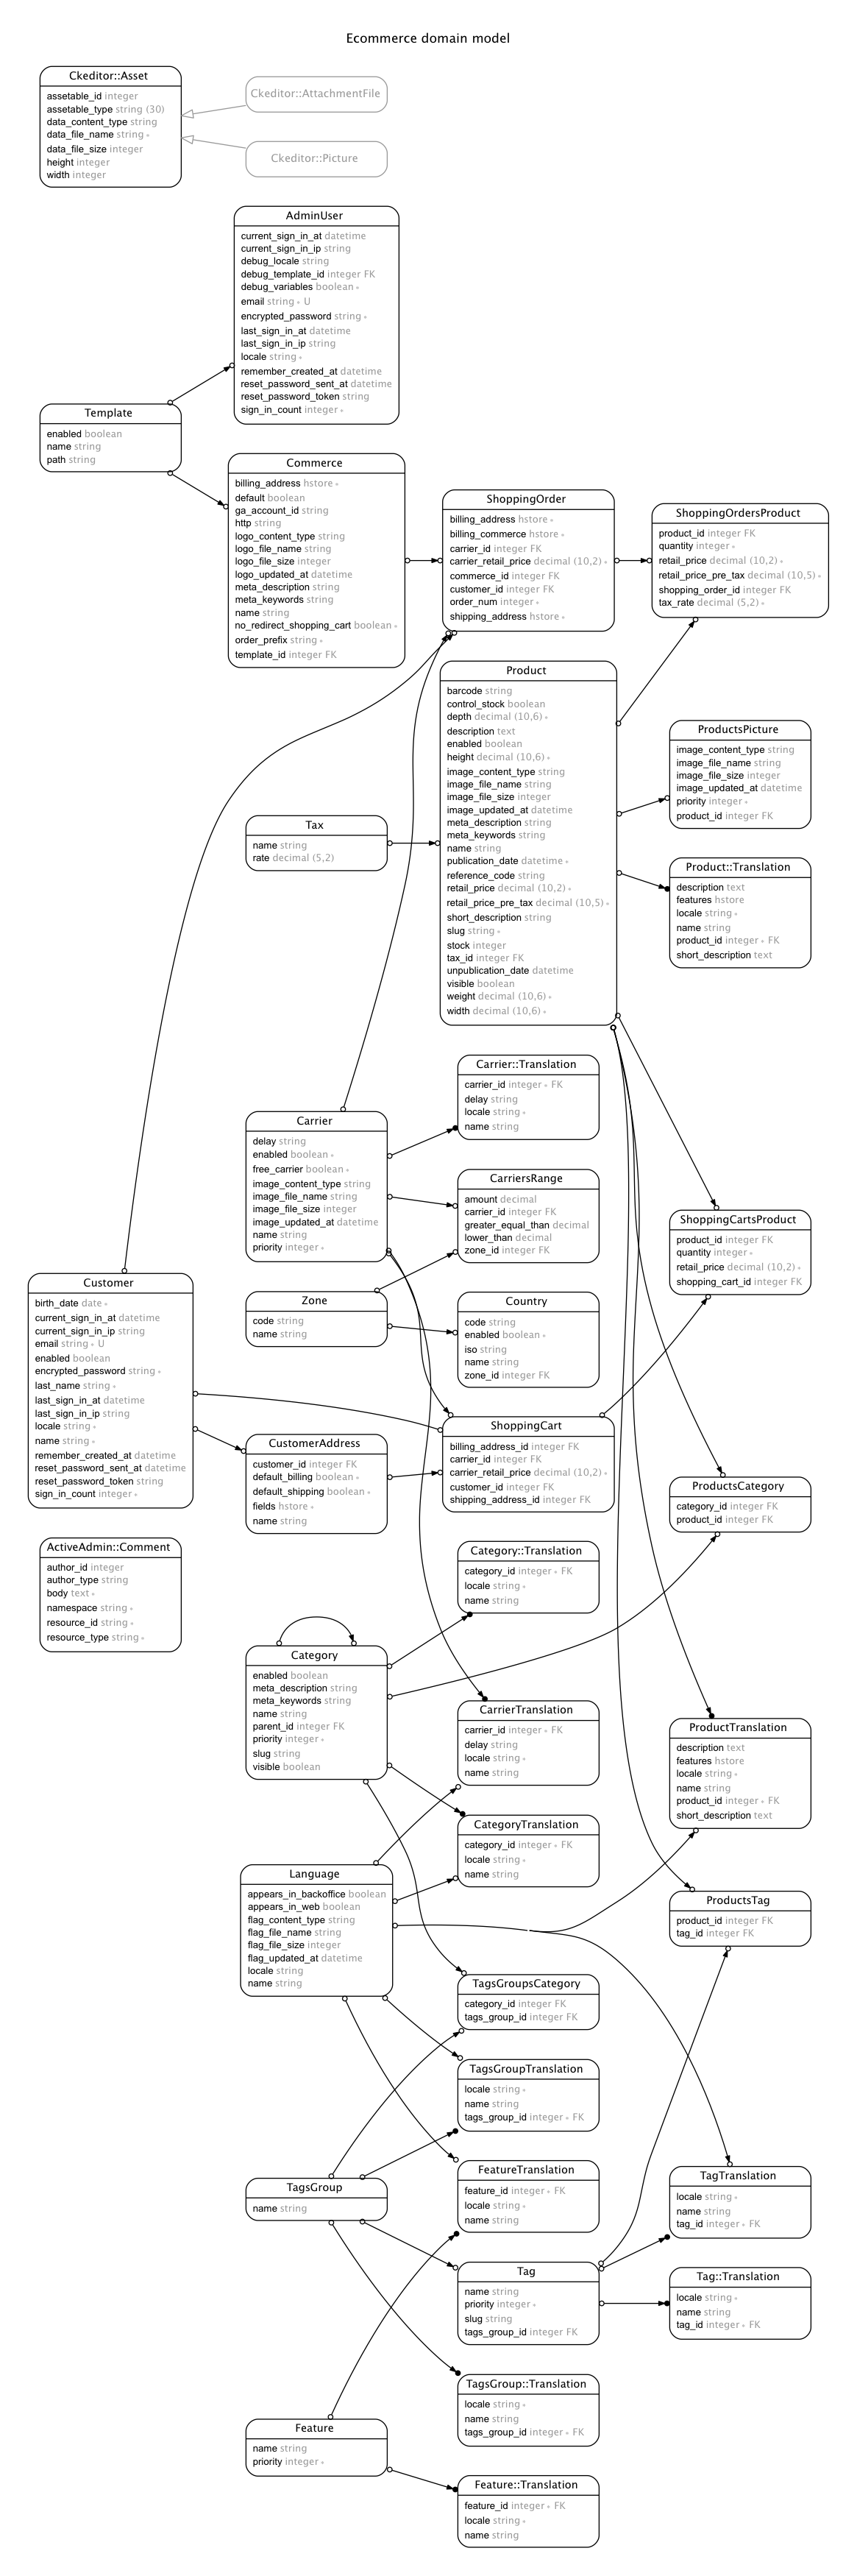 Ecommerce domain model
Ckeditor::Asset
assetable_id integer
assetable_type string (30)
data_content_type string
data_file_name string ∗
data_file_size integer
height integer
width integer
Ckeditor::AttachmentFile
Ckeditor::Picture
AdminUser
current_sign_in_at datetime
current_sign_in_ip string
debug_locale string
debug_template_id integer FK
debug_variables boolean ∗
email string ∗ U
encrypted_password string ∗
last_sign_in_at datetime
last_sign_in_ip string
locale string ∗
remember_created_at datetime
reset_password_sent_at datetime
reset_password_token string
sign_in_count integer ∗
Template
enabled boolean
name string
path string
Commerce
billing_address hstore ∗
default boolean
ga_account_id string
http string
logo_content_type string
logo_file_name string
logo_file_size integer
logo_updated_at datetime
meta_description string
meta_keywords string
name string
no_redirect_shopping_cart boolean ∗
order_prefix string ∗
template_id integer FK
ShoppingOrder
billing_address hstore ∗
billing_commerce hstore ∗
carrier_id integer FK
carrier_retail_price decimal (10,2) ∗
commerce_id integer FK
customer_id integer FK
order_num integer ∗
shipping_address hstore ∗
ShoppingOrdersProduct
product_id integer FK
quantity integer ∗
retail_price decimal (10,2) ∗
retail_price_pre_tax decimal (10,5) ∗
shopping_order_id integer FK
tax_rate decimal (5,2) ∗
Product
barcode string
control_stock boolean
depth decimal (10,6) ∗
description text
enabled boolean
height decimal (10,6) ∗
image_content_type string
image_file_name string
image_file_size integer
image_updated_at datetime
meta_description string
meta_keywords string
name string
publication_date datetime ∗
reference_code string
retail_price decimal (10,2) ∗
retail_price_pre_tax decimal (10,5) ∗
short_description string
slug string ∗
stock integer
tax_id integer FK
unpublication_date datetime
visible boolean
weight decimal (10,6) ∗
width decimal (10,6) ∗
ProductsPicture
image_content_type string
image_file_name string
image_file_size integer
image_updated_at datetime
priority integer ∗
product_id integer FK
Tax
name string
rate decimal (5,2)
Product::Translation
description text
features hstore
locale string ∗
name string
product_id integer ∗ FK
short_description text
Carrier::Translation
carrier_id integer ∗ FK
delay string
locale string ∗
name string
Carrier
delay string
enabled boolean ∗
free_carrier boolean ∗
image_content_type string
image_file_name string
image_file_size integer
image_updated_at datetime
name string
priority integer ∗
CarriersRange
amount decimal
carrier_id integer FK
greater_equal_than decimal
lower_than decimal
zone_id integer FK
ShoppingCartsProduct
product_id integer FK
quantity integer ∗
retail_price decimal (10,2) ∗
shopping_cart_id integer FK
Customer
birth_date date ∗
current_sign_in_at datetime
current_sign_in_ip string
email string ∗ U
enabled boolean
encrypted_password string ∗
last_name string ∗
last_sign_in_at datetime
last_sign_in_ip string
locale string ∗
name string ∗
remember_created_at datetime
reset_password_sent_at datetime
reset_password_token string
sign_in_count integer ∗
Zone
code string
name string
Country
code string
enabled boolean ∗
iso string
name string
zone_id integer FK
ShoppingCart
billing_address_id integer FK
carrier_id integer FK
carrier_retail_price decimal (10,2) ∗
customer_id integer FK
shipping_address_id integer FK
CustomerAddress
customer_id integer FK
default_billing boolean ∗
default_shipping boolean ∗
fields hstore ∗
name string
ProductsCategory
category_id integer FK
product_id integer FK
ActiveAdmin::Comment
author_id integer
author_type string
body text ∗
namespace string ∗
resource_id string ∗
resource_type string ∗
Category::Translation
category_id integer ∗ FK
locale string ∗
name string
Category
enabled boolean
meta_description string
meta_keywords string
name string
parent_id integer FK
priority integer ∗
slug string
visible boolean
CarrierTranslation
carrier_id integer ∗ FK
delay string
locale string ∗
name string
ProductTranslation
description text
features hstore
locale string ∗
name string
product_id integer ∗ FK
short_description text
CategoryTranslation
category_id integer ∗ FK
locale string ∗
name string
Language
appears_in_backoffice boolean
appears_in_web boolean
flag_content_type string
flag_file_name string
flag_file_size integer
flag_updated_at datetime
locale string
name string
ProductsTag
product_id integer FK
tag_id integer FK
TagsGroupsCategory
category_id integer FK
tags_group_id integer FK
TagsGroupTranslation
locale string ∗
name string
tags_group_id integer ∗ FK
TagsGroup
name string
FeatureTranslation
feature_id integer ∗ FK
locale string ∗
name string
TagTranslation
locale string ∗
name string
tag_id integer ∗ FK
Tag
name string
priority integer ∗
slug string
tags_group_id integer FK
Tag::Translation
locale string ∗
name string
tag_id integer ∗ FK
TagsGroup::Translation
locale string ∗
name string
tags_group_id integer ∗ FK
Feature
name string
priority integer ∗
Feature::Translation
feature_id integer ∗ FK
locale string ∗
name string